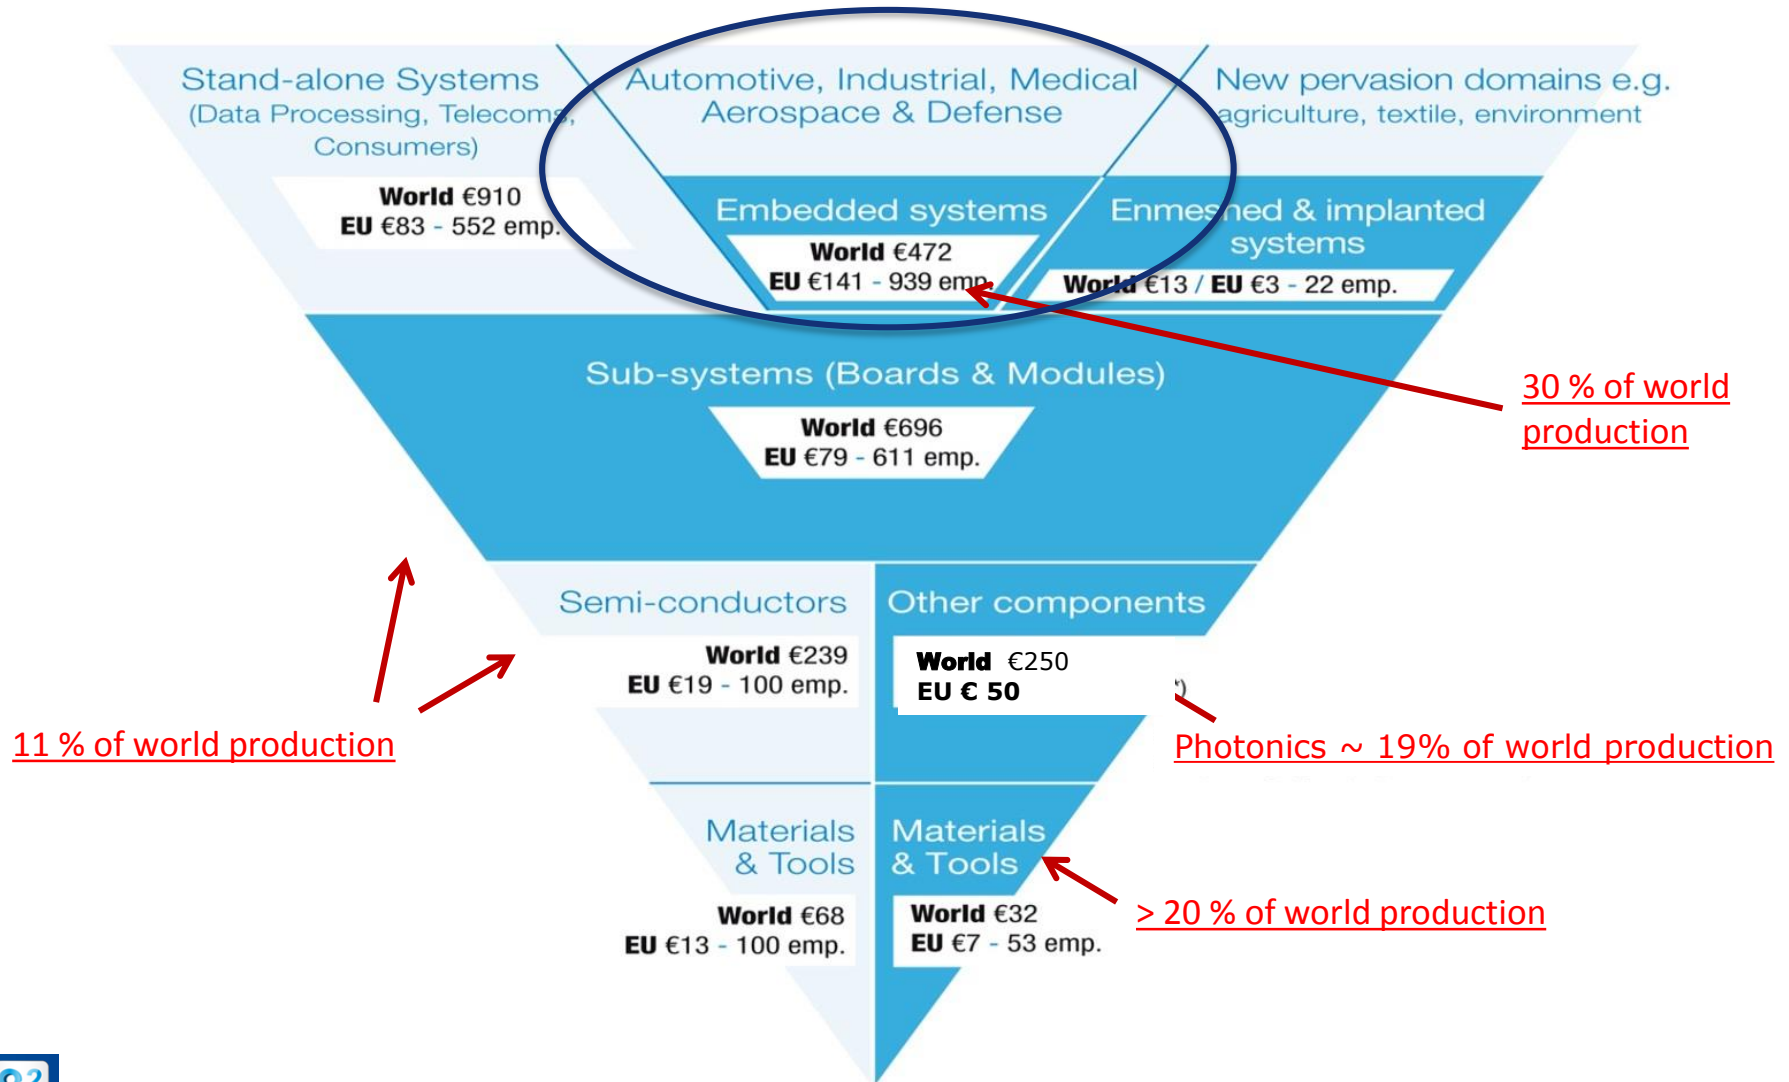 Stand-alone Systems
(Data Processing, Telecoms,
Consumers)
World €910
EU €83 - 552 emp.
Automotive, Industrial, Medical
Aerospace & Defense
Embedded systems
World €472
EU €141 - 939 emp.
New pervasion domains e.g.
agriculture, textile, environment
Enmeshed & implanted
systems
World €13 / EU €3 - 22 emp.
Sub-systems (Boards & Modules)
World €696
EU €79 - 611 emp.
30 % of world
production
Semi-conductors
World €239
EU €19 - 100 emp.
Other components
World €250
EU € 50
11 % of world production
Photonics ~ 19% of world production
Materials
& Tools
World €68
EU €13 - 100 emp.
Materials
& Tools
World €32
EU €7 - 53 emp.
> 20 % of world production